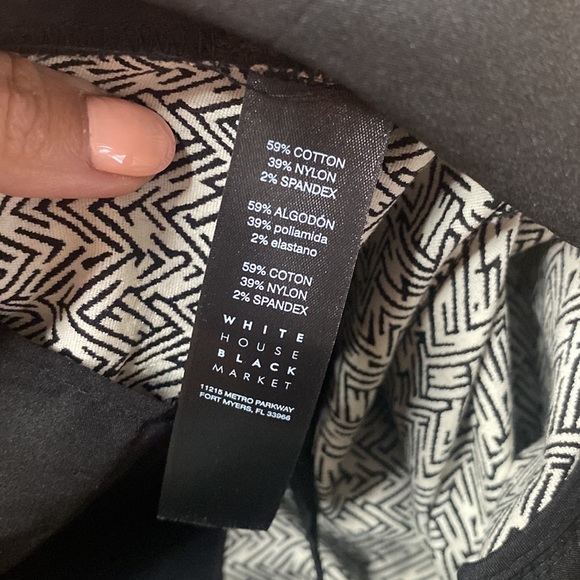 59% COTTON
39% NYLON
2% SPANDEX
59% ALGODÓN
39% poliamida
2% elastano
59% COTON
39% NYLON
2% SPANDEX
WHITE
HOUSE
BLACK
MARKET
11215 METRO PARKWAY
FORT MYERS, FL 33966